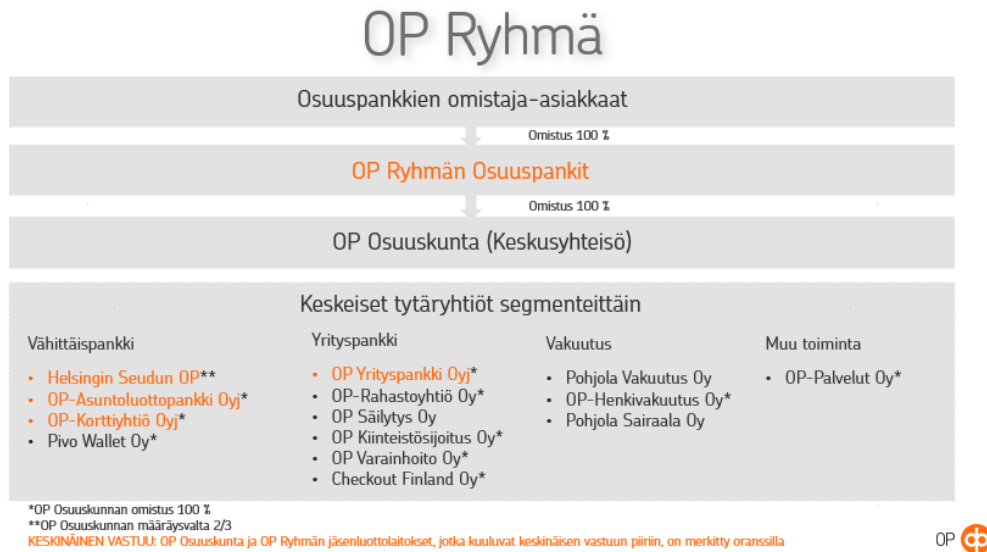 OP Ryhmä
Osuuspankkien omistaja-asiakkaat
Omistus 100 %
OP Ryhmän Osuuspankit
Omistus 100 %
OP Osuuskunta (Keskusyhteisö)
Keskeiset tytäryhtiöt segmenteittäin
Vähittäispankki
• Helsingin Seudun OP**
• OP-Asuntoluottopankki Oyj*
• OP-Korttiyhtiö Oyj*
• Pivo Wallet Oy*
Yrityspankki
• OP Yrityspankki Oyj*
• OP-Rahastoyhtiö Oy*
• OP Säilytys Oy
• OP Kiinteistösijoitus Oy*
• OP Varainhoito Oy*
• Checkout Finland Oy*
Vakuutus
• Pohjola Vakuutus Oy
• OP-Henkivakuutus Oy*
• Pohjola Sairaala Oy
Muu toiminta
• OP-Palvelut Oy*
*OP Osuuskunnan omistus 100 %
**OP Osuuskunnan määräysvalta 2/3
KESKINÄINEN VASTUU: OP Osuuskunta ja OP Ryhmän jäsenluottolaitokset, jotka kuuluvat keskinäisen vastuun piiriin, on merkitty oranssilla
OP